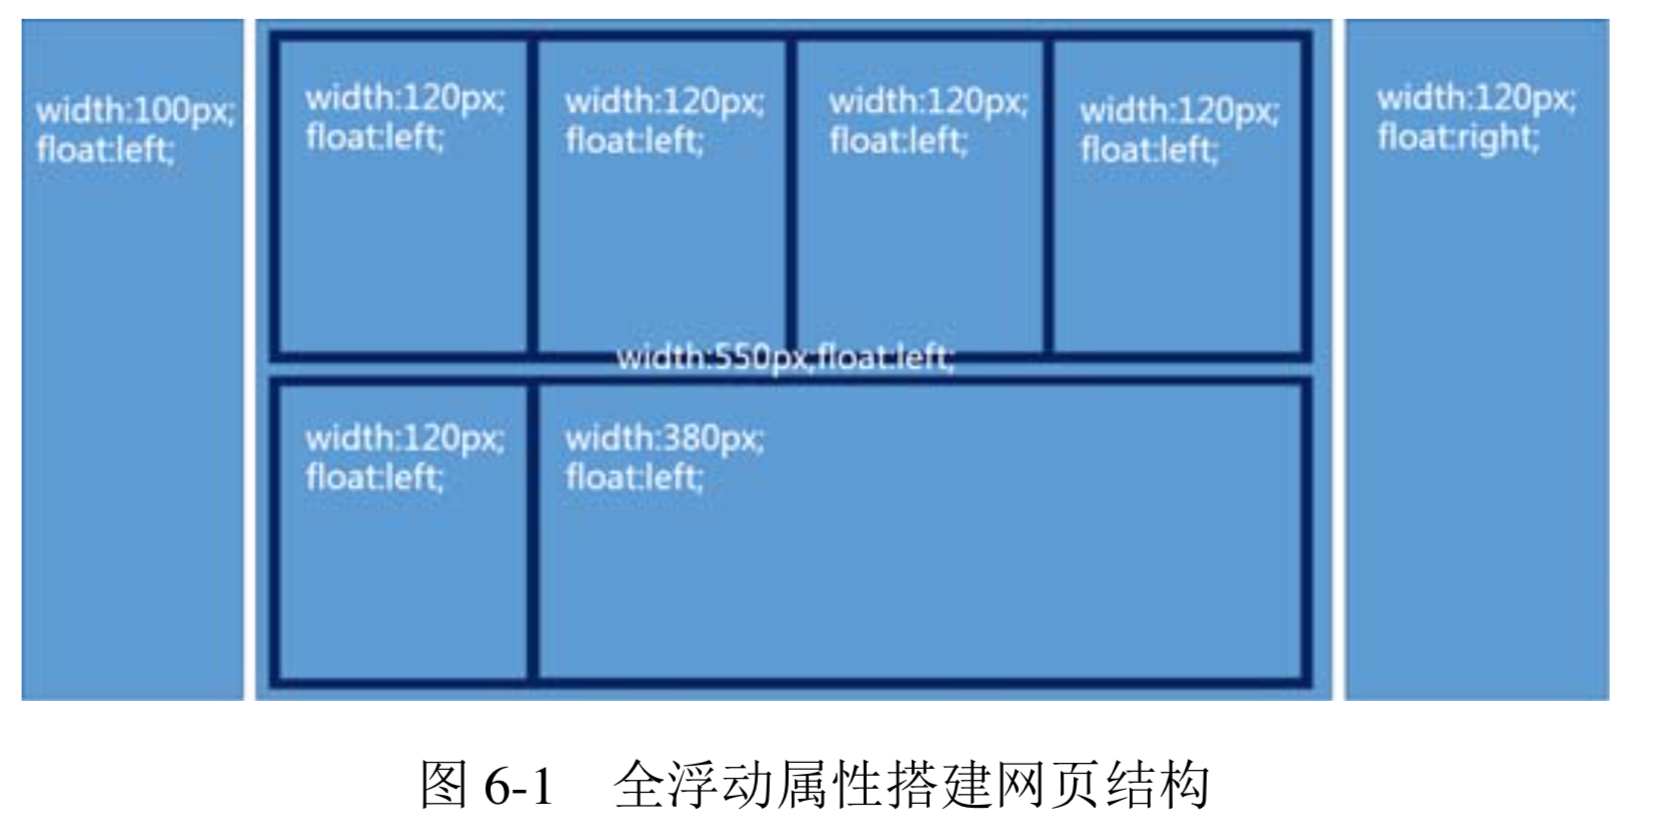 width:100px;
float:left;
width:120px;
float:left;
width:120px;
float:left;
width:120px;
float:left;
width:120px;
float:left;
width:120px;
float:right;
width:550px;float:left;
width:120px;
float:left;
width:380px;
float:left;
图 6-1 全浮动属性搭建网页结构